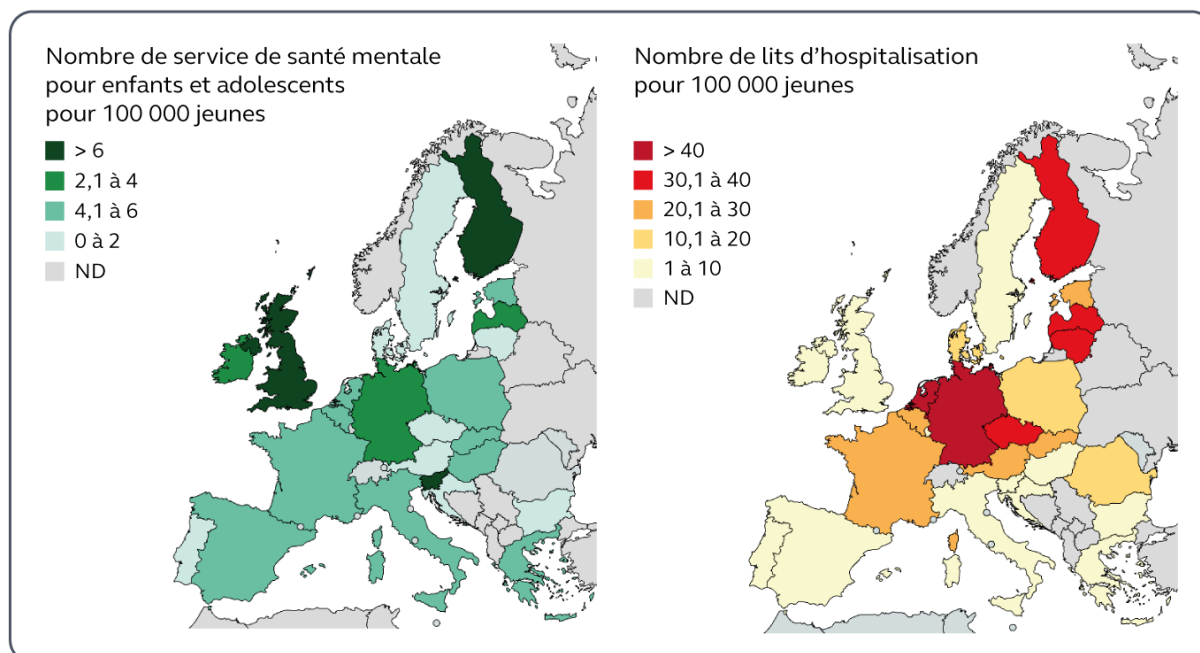 Nombre de service de santé mentale
pour enfants et adolescents
pour 100 000 jeunes
> 6
2,1 à 4
4,1 à 6
0 à 2
ND
Nombre de lits d’hospitalisation
pour 100 000 jeunes
> 40
30,1 à 40
20,1 à 30
10,1 à 20
1 à 10
ND